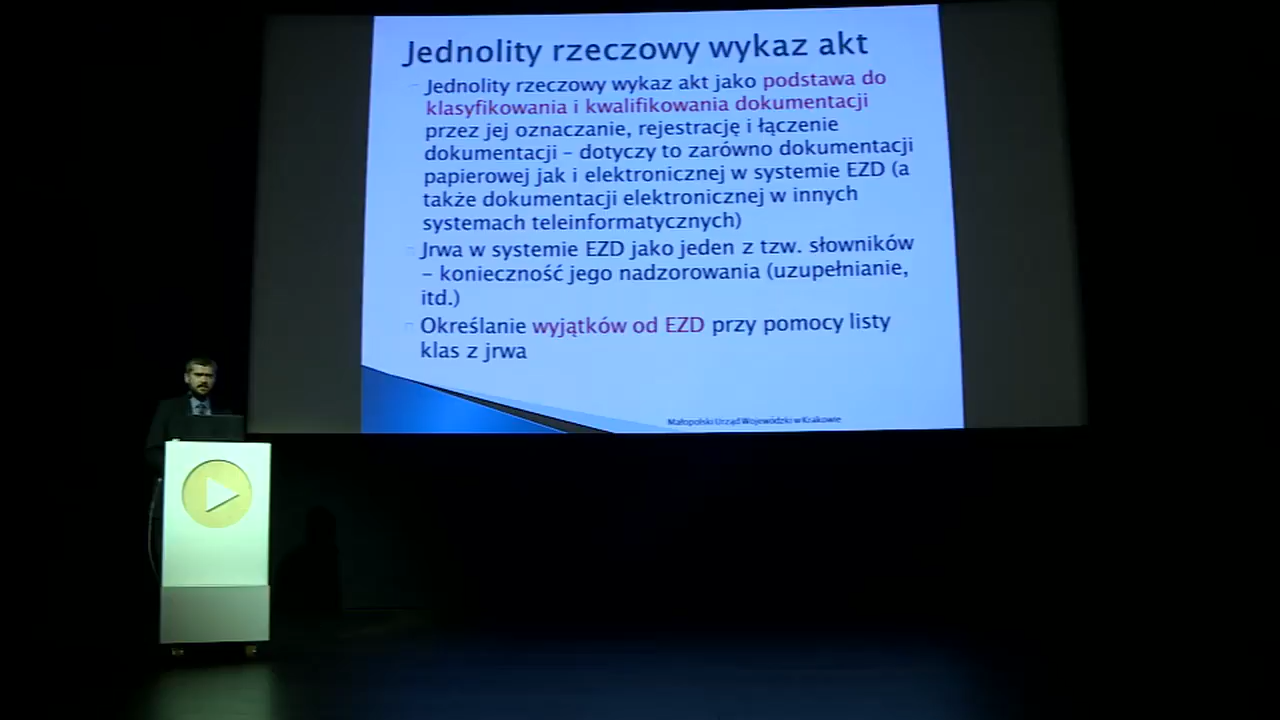 Jednolity rzeczowy wykaz akt
Jednolity rzeczowy wykaz akt jako podstawa do
klasyfikowania i kwalifikowania dokumentacji
przez jej oznaczanie, rejestrację i łączenie
dokumentacji – dotyczy to zarówno dokumentacji
papierowej jak i elektronicznej w systemie EZD (a
także dokumentacji elektronicznej w innych
systemach teleinformatycznych)
Jrwa w systemie EZD jako jeden z tzw. słowników
– konieczność jego nadzorowania (uzupełnianie,
itd.)
Określanie wyjątków od EZD przy pomocy listy
klas z jrwa
Małopolski Urząd Wojewódzki w Krakowie